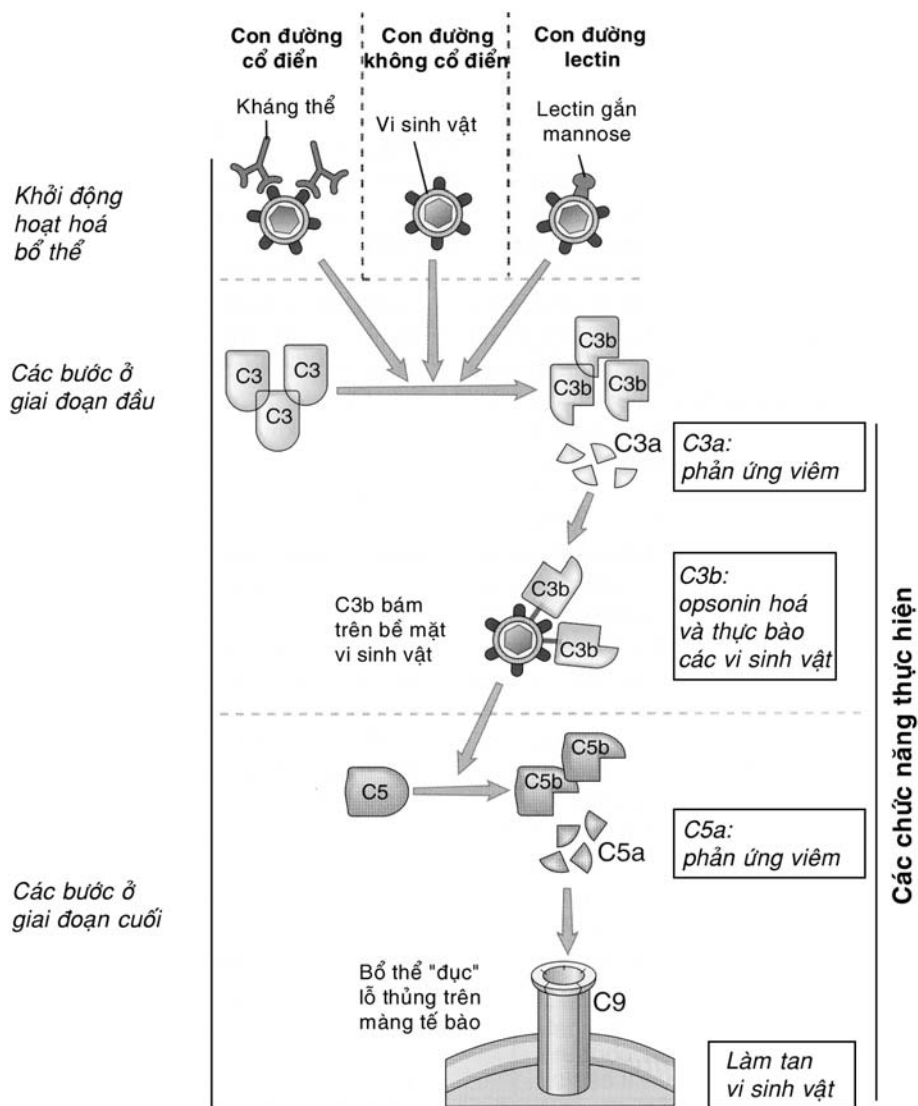 Con đường
cổ điển
Con đường
không cổ điển
Con đường
lectin
Kháng thể
Vi sinh vật
Lectin gắn
mannose
Khởi động
hoạt hoá
bổ thể
Các bước ở
giai đoạn đầu
C3
C3
C3
C3b
C3b
C3b
C3a
C3a:
phản ứng viêm
C3b bám
trên bề mặt
vi sinh vật
C3b
C3b
C3b:
opsonin hoá
và thực bào
các vi sinh vật
Các chức năng thực hiện
C5
C5b
C5b
C5a
C5a:
phản ứng viêm
Các bước ở
giai đoạn cuối
Bổ thể "đục"
lỗ thủng trên
màng tế bào
C9
Làm tan
vi sinh vật